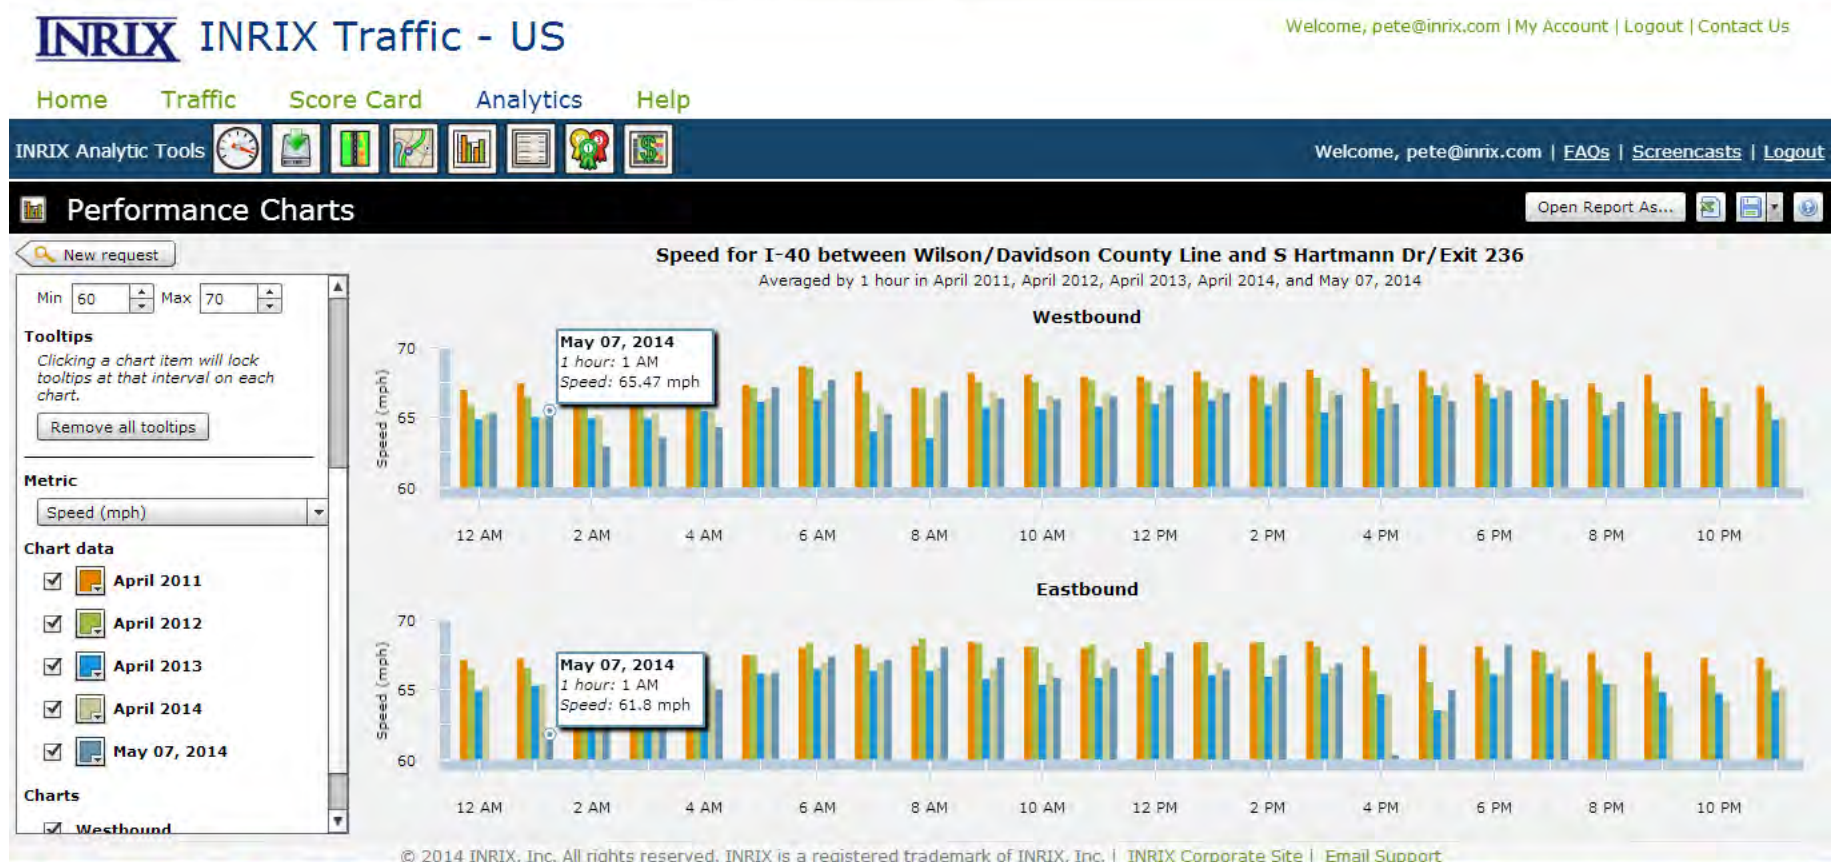 INRIX INRIX Traffic - US
Welcome, pete@inrix.com | My Account | Logout | Contact Us
Home Traffic Score Card Analytics Help
INRIX Analytic Tools
Welcome, pete@inrix.com | FAQs | Screencasts | Logout
Performance Charts
Open Report As...
New request
Min 60 Max 70
Tooltips
Clicking a chart item will lock
tooltips at that interval on each
chart.
Remove all tooltips
Metric
Speed (mph)
Chart data
April 2011
April 2012
April 2013
April 2014
May 07, 2014
Charts
Westbound
Speed for I-40 between Wilson/Davidson County Line and S Hartmann Dr/Exit 236
Averaged by 1 hour in April 2011, April 2012, April 2013, April 2014, and May 07, 2014
Westbound
Speed (mph)
70
65
60
May 07, 2014
1 hour: 1 AM
Speed: 65.47 mph
12 AM 2 AM 4 AM 6 AM 8 AM 10 AM 12 PM 2 PM 4 PM 6 PM 8 PM 10 PM
Eastbound
Speed (mph)
70
65
60
May 07, 2014
1 hour: 1 AM
Speed: 61.8 mph
12 AM 2 AM 4 AM 6 AM 8 AM 10 AM 12 PM 2 PM 4 PM 6 PM 8 PM 10 PM
© 2014 INRIX, Inc. All rights reserved. INRIX is a registered trademark of INRIX, Inc. | INRIX Corporate Site | Email Support